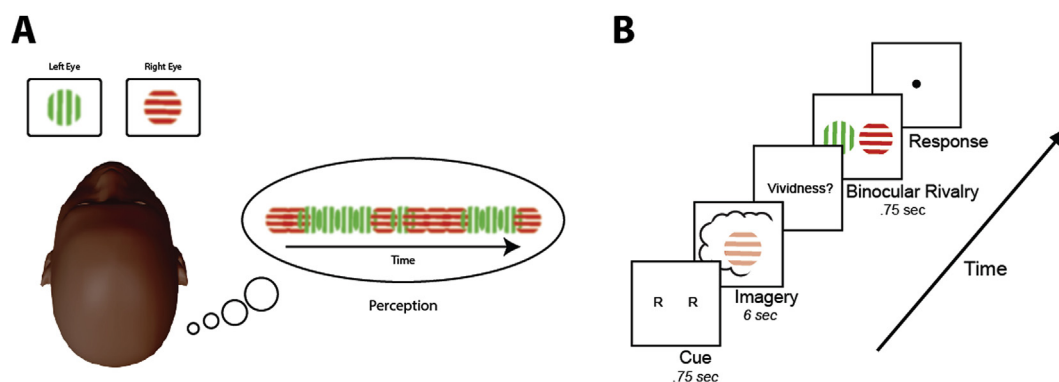 A
Left Eye
Right Eye
Time
Perception
B
R R
Cue
.75 sec
Imagery
6 sec
Vividness?
Binocular Rivalry
.75 sec
Response
Time